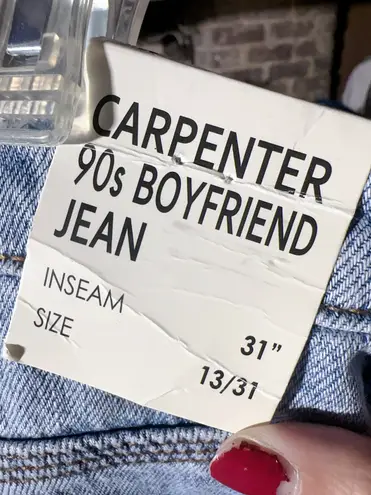 CARPENTER
90s BOYFRIEND
JEAN
INSEAM 31"
SIZE 13/31